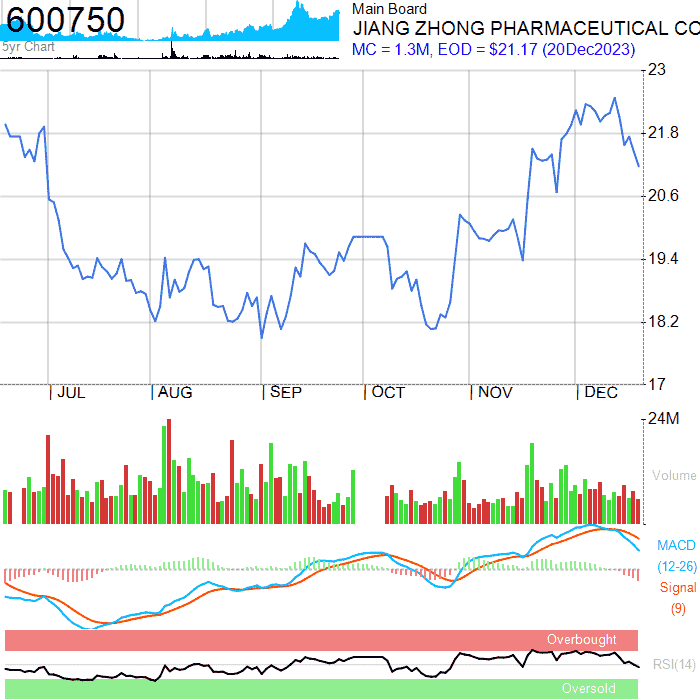 600750
5yr Chart
Main Board
JIANG ZHONG PHARMACEUTICAL CO
MC = 1.3M, EOD = $21.17 (20Dec2023)
23
21.8
20.6
19.4
18.2
17
| JUL | AUG | SEP | OCT | NOV | DEC
24M
Volume
MACD
(12-26)
Signal
(9)
Overbought
RSI(14)
Oversold